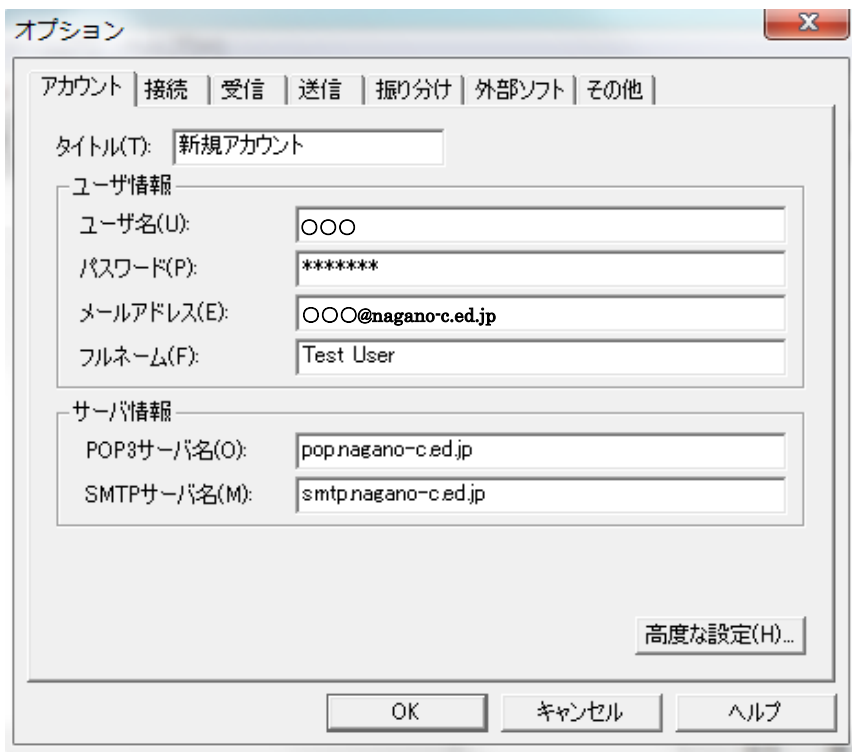 オプション
アカウント 接続 受信 送信 振り分け 外部ソフト その他
タイトル(T): 新規アカウント
ユーザ情報
ユーザ名(U): ○○○
パスワード(P): *******
メールアドレス(E): ○○○@nagano-c.ed.jp
フルネーム(F): Test User
サーバ情報
POP3サーバ名(O): pop.nagano-c.ed.jp
SMTPサーバ名(M): smtp.nagano-c.ed.jp
高度な設定(H)...
OK キャンセル ヘルプ